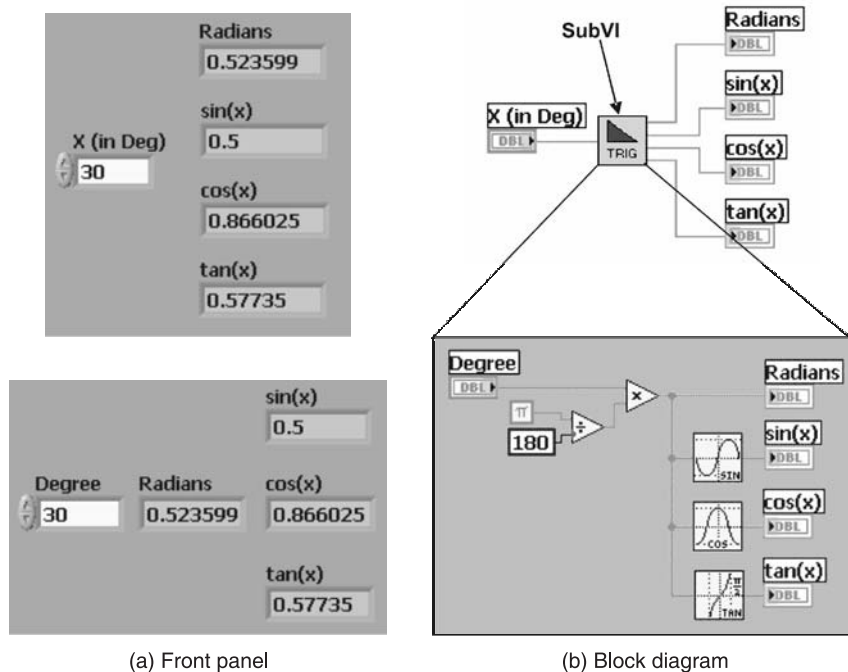 Radians
0.523599
sin(x)
0.5
X (in Deg)
30
cos(x)
0.866025
tan(x)
0.57735
sin(x)
0.5
Degree
30
Radians
0.523599
cos(x)
0.866025
tan(x)
0.57735
(a) Front panel
SubVI
Radians
DBL
sin(x)
DBL
X (in Deg)
DBL
TRIG
cos(x)
DBL
tan(x)
DBL
Degree
DBL
π
÷
180
×
Radians
DBL
sin(x)
SIN
DBL
cos(x)
COS
DBL
tan(x)
π
2
TAN
DBL
(b) Block diagram